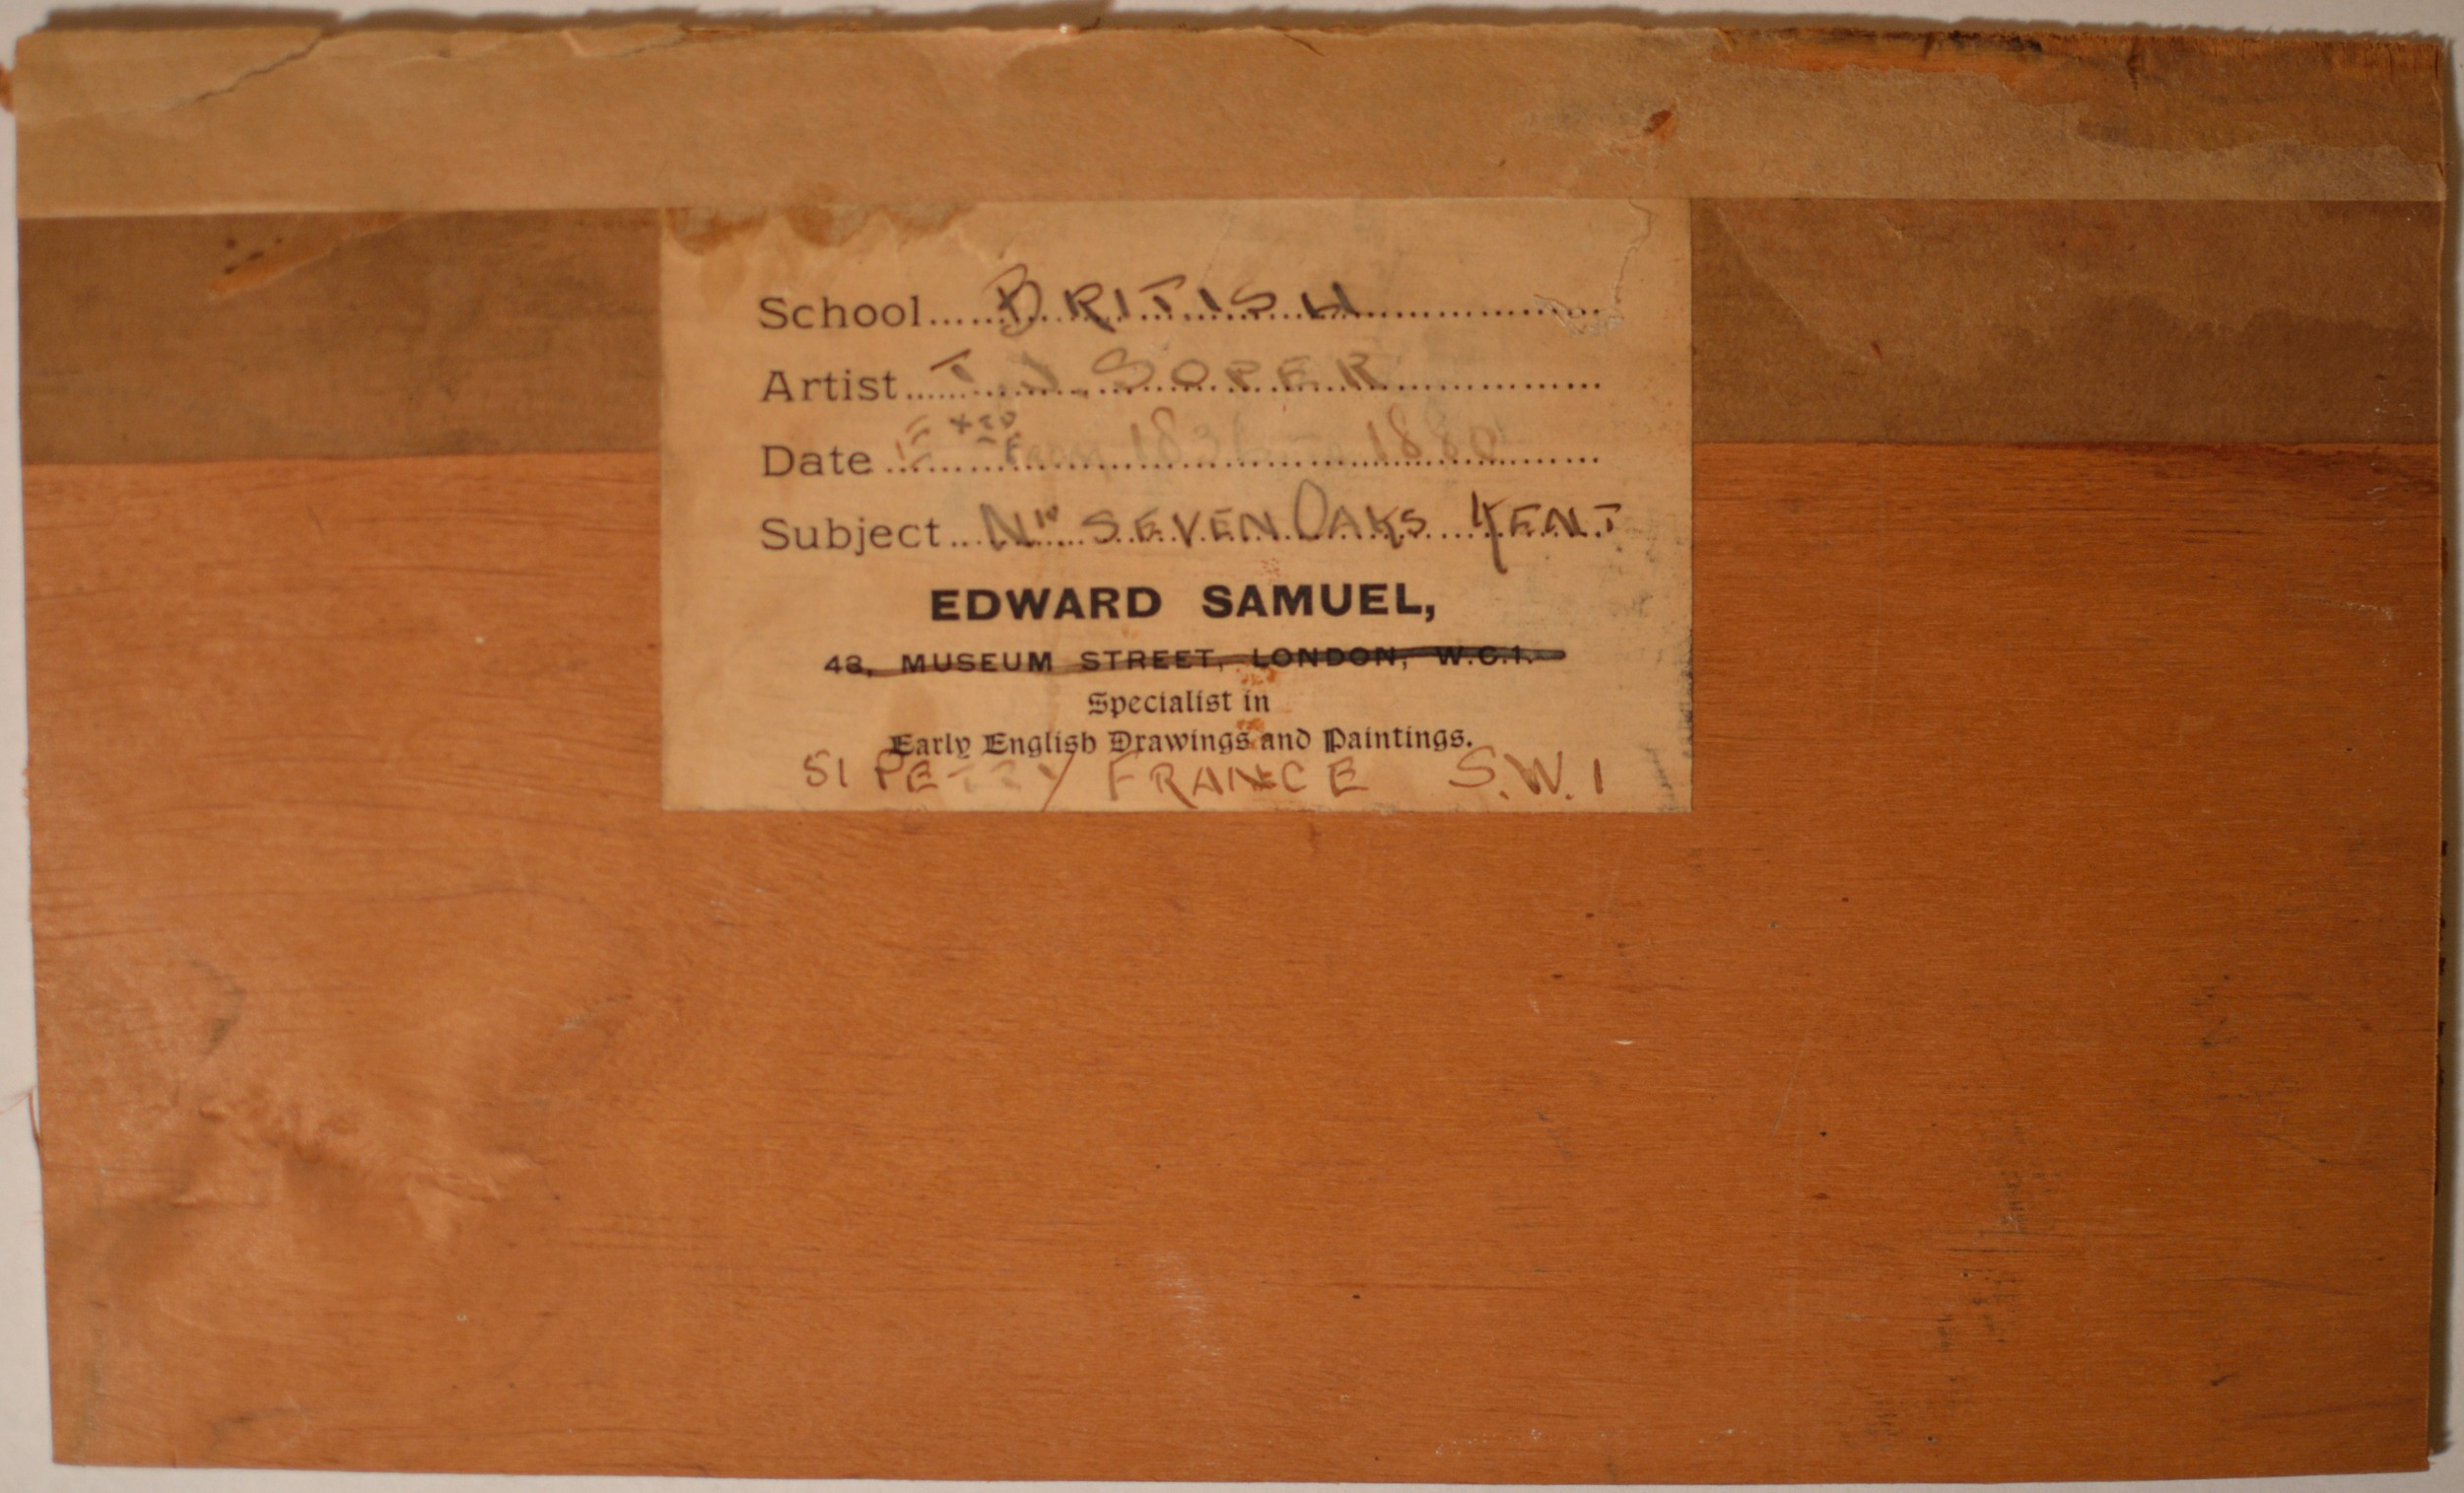 School BRITISH
Artist T. J. SOPER
Date EXED. From 1836 to 1880
Subject Nr SEVEN OAKS KENT
EDWARD SAMUEL,
48, MUSEUM STREET, LONDON, W.C.1.
Specialist in
Early English Drawings and Paintings.
51 PETTY FRANCE S.W.1